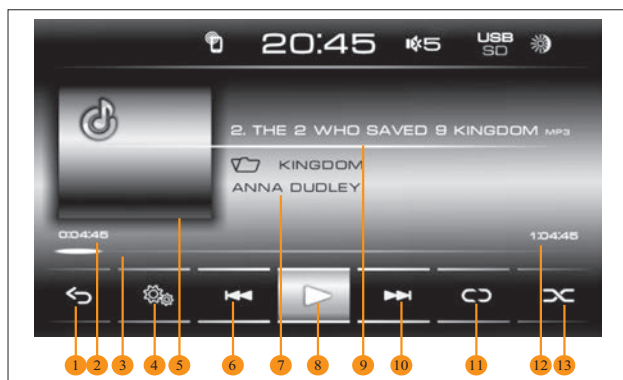 20:45 5 USB
SD
2. THE 2 WHO SAVED 9 KINGDOM MP3
KINGDOM
ANNA DUDLEY
0:04:45 1:04:45
1 2 3 4 5 6 7 8 9 10 11 12 13